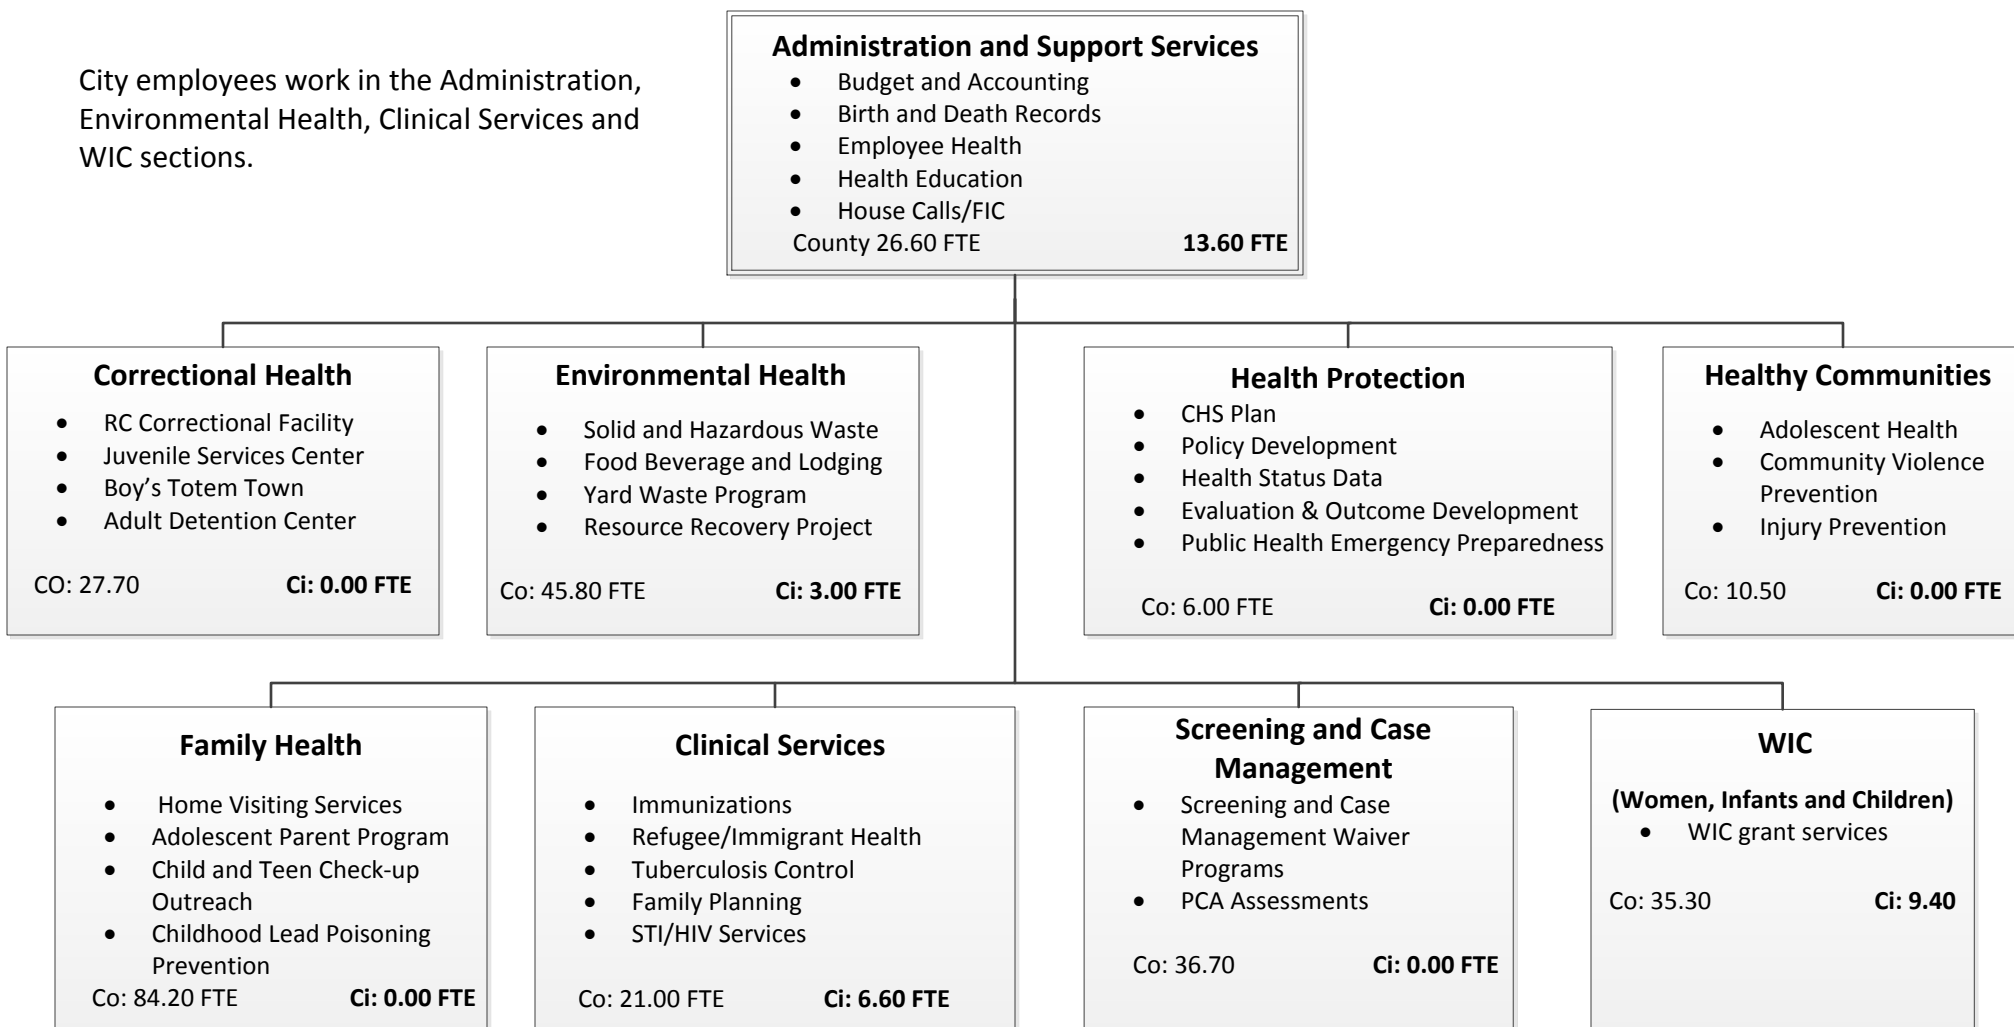 City employees work in the Administration,
Environmental Health, Clinical Services and
WIC sections.
Administration and Support Services
• Budget and Accounting
• Birth and Death Records
• Employee Health
• Health Education
• House Calls/FIC
County 26.60 FTE 13.60 FTE
Correctional Health
• RC Correctional Facility
• Juvenile Services Center
• Boy’s Totem Town
• Adult Detention Center
CO: 27.70 Ci: 0.00 FTE
Environmental Health
• Solid and Hazardous Waste
• Food Beverage and Lodging
• Yard Waste Program
• Resource Recovery Project
Co: 45.80 FTE Ci: 3.00 FTE
Health Protection
• CHS Plan
• Policy Development
• Health Status Data
• Evaluation & Outcome Development
• Public Health Emergency Preparedness
Co: 6.00 FTE Ci: 0.00 FTE
Healthy Communities
• Adolescent Health
• Community Violence
Prevention
• Injury Prevention
Co: 10.50 Ci: 0.00 FTE
Family Health
• Home Visiting Services
• Adolescent Parent Program
• Child and Teen Check-up
Outreach
• Childhood Lead Poisoning
Prevention
Co: 84.20 FTE Ci: 0.00 FTE
Clinical Services
• Immunizations
• Refugee/Immigrant Health
• Tuberculosis Control
• Family Planning
• STI/HIV Services
Co: 21.00 FTE Ci: 6.60 FTE
Screening and Case
Management
• Screening and Case
Management Waiver
Programs
• PCA Assessments
Co: 36.70 Ci: 0.00 FTE
WIC
(Women, Infants and Children)
• WIC grant services
Co: 35.30 Ci: 9.40